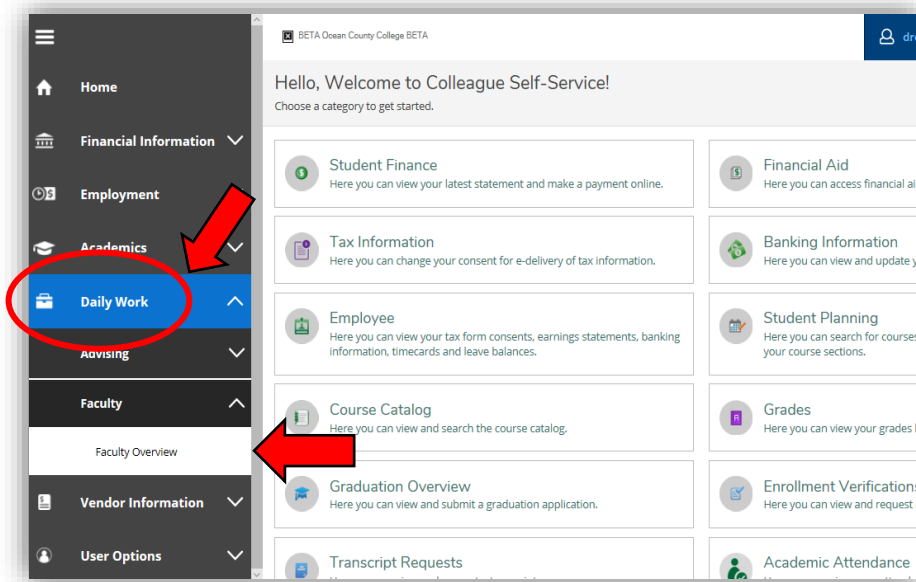 BETA Ocean County College BETA
Hello, Welcome to Colleague Self-Service!
Choose a category to get started.
Home
Financial Information
Employment
Academics
Daily Work
Advising
Faculty
Faculty Overview
Vendor Information
User Options
Student Finance
Here you can view your latest statement and make a payment online.
Financial Aid
Here you can access financial
Tax Information
Here you can change your consent for e-delivery of tax information.
Banking Information
Here you can view and update
Employee
Here you can view your tax form consents, earnings statements, banking
information, timecards and leave balances.
Student Planning
Here you can search for courses
your course sections.
Course Catalog
Here you can view and search the course catalog.
Grades
Here you can view your grades
Graduation Overview
Here you can view and submit a graduation application.
Enrollment Verifications
Here you can view and request
Transcript Requests
Academic Attendance